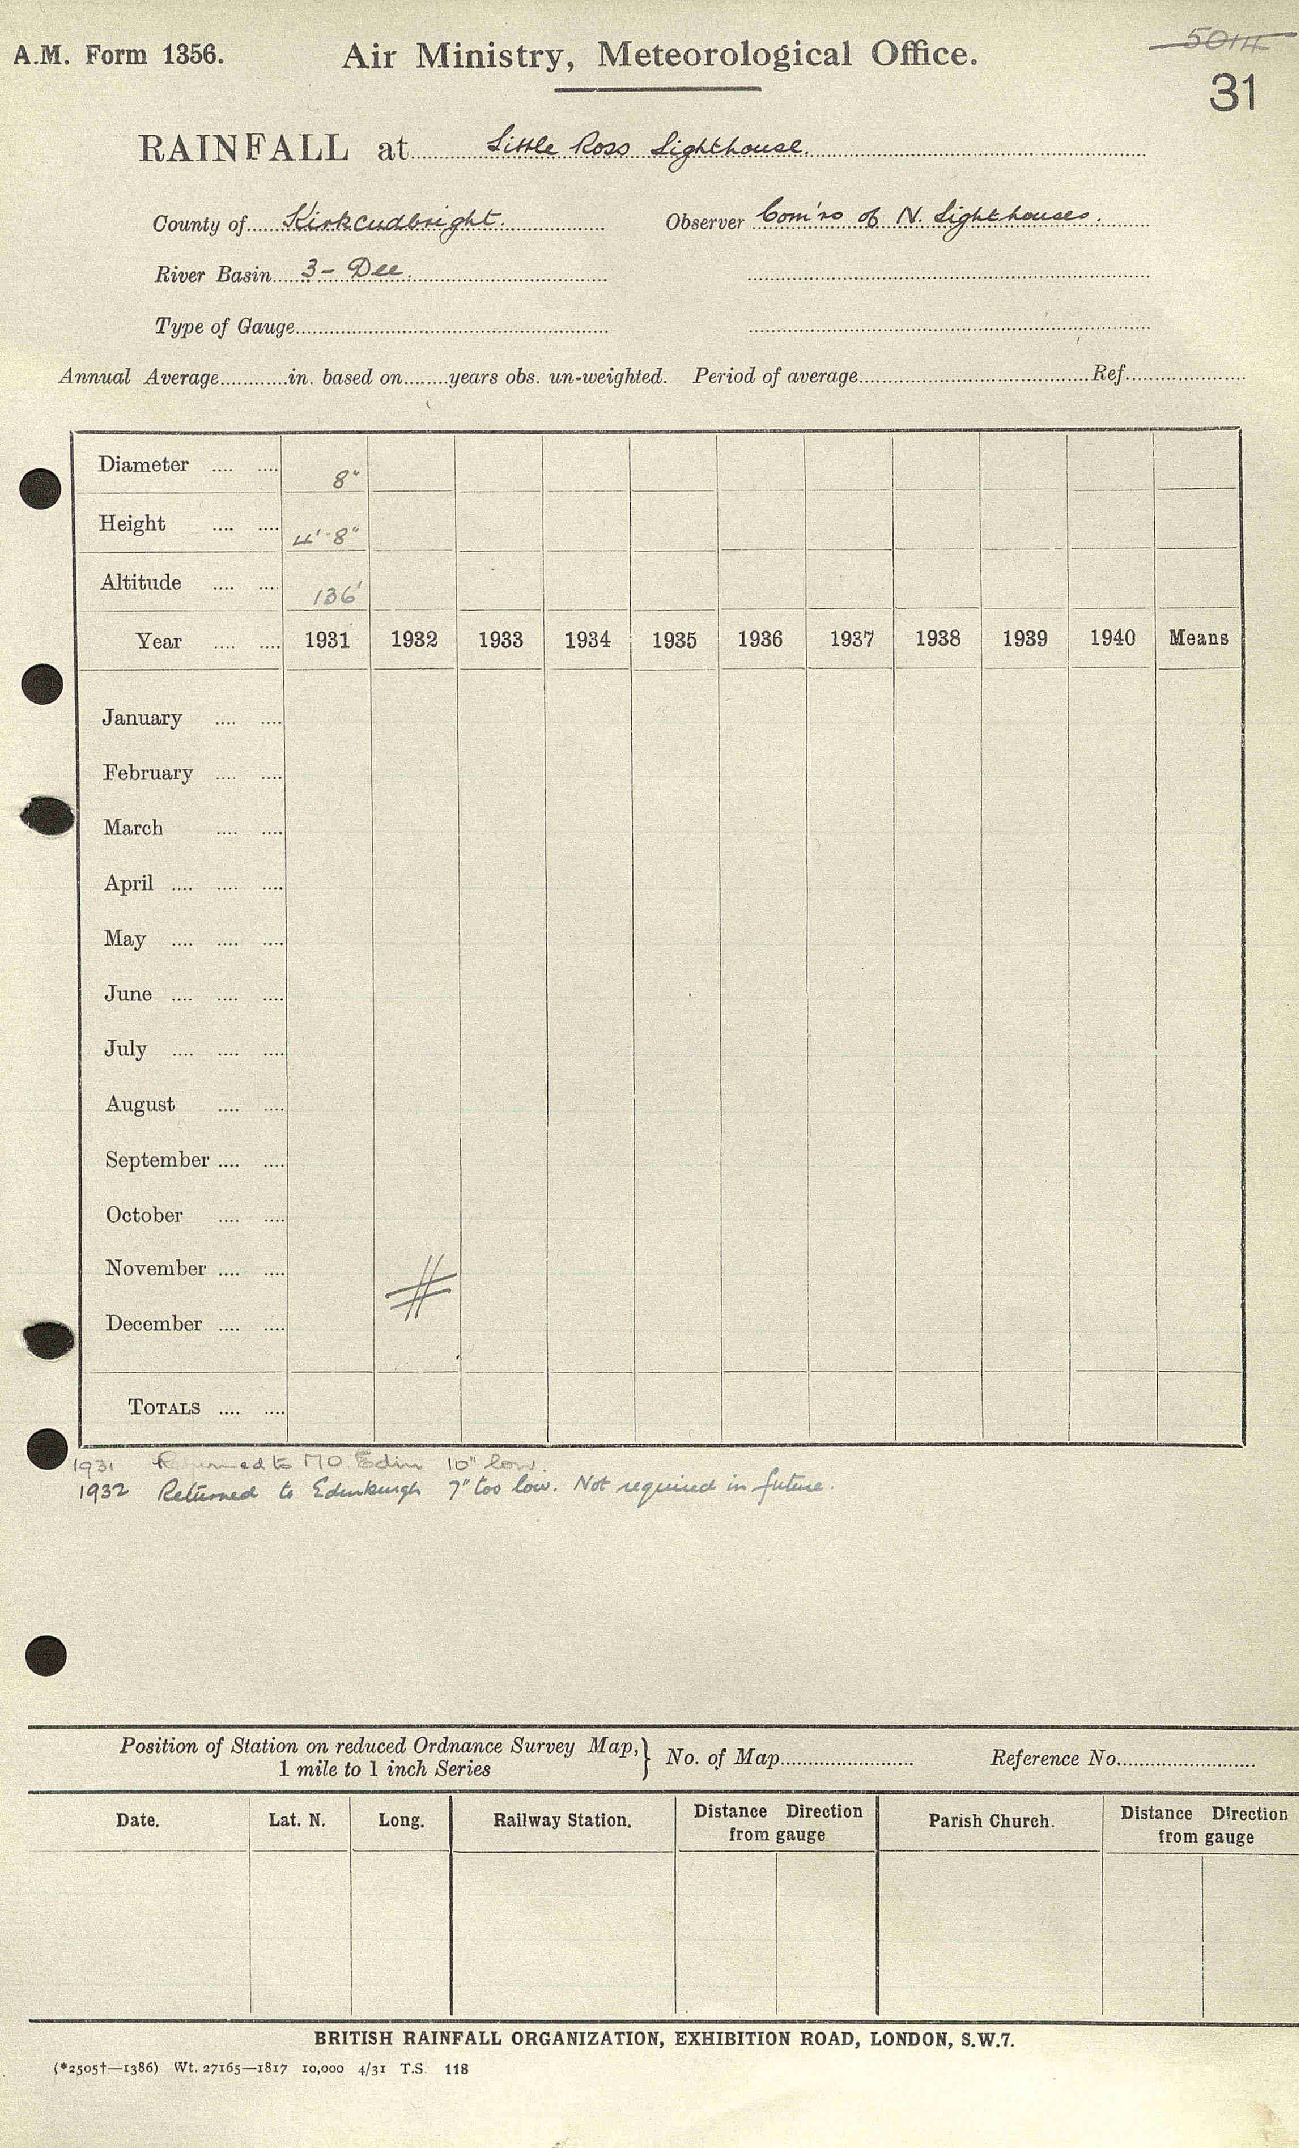 A.M. Form 1356.
Air Ministry, Meteorological Office.
5014
31
RAINFALL at Little Ross Lighthouse.
County of Kirkcudbright. Observer Com'rs of N. Lighthouses.
River Basin 3- Dee.
Type of Gauge
Annual Average in. based on years obs. un-weighted. Period of average Ref.
Diameter .... .... 8"
Height .... .... 4' 8"
Altitude .... .... 136'
Year .... .... 1931 1932 1933 1934 1935 1936 1937 1938 1939 1940 Means
January .... ....
February .... ....
March .... ....
April .... .... ....
May .... .... ....
June .... .... ....
July .... .... ....
August .... ....
September .... ....
October .... ....
November .... ....
December .... ....
TOTALS .... ....
1931 to MO. Edin 10" low.
1932 Returned to Edinburgh 7" too low. Not required in future.
Position of Station on reduced Ordnance Survey Map, } No. of Map Reference No.
1 mile to 1 inch Series
Date. Lat. N. Long. Railway Station. Distance Direction from gauge Parish Church. Distance Direction from gauge
BRITISH RAINFALL ORGANIZATION, EXHIBITION ROAD, LONDON, S.W.7.
(*2505†—1386) Wt. 27165—1817 10,000 4/31 T.S. 118